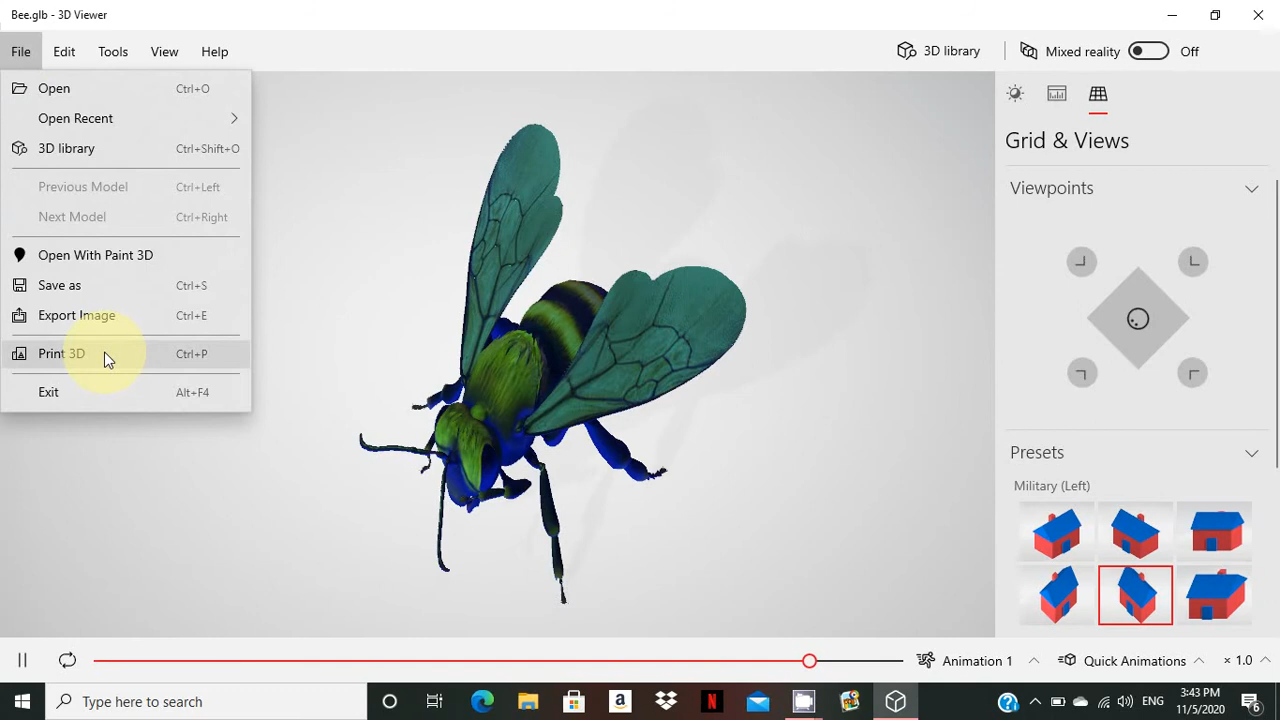 Bee.glb - 3D Viewer
File Edit Tools View Help 3D library Mixed reality Off
Open Ctrl+O
Open Recent
3D library Ctrl+Shift+O
Previous Model Ctrl+Left
Next Model Ctrl+Right
Open With Paint 3D
Save as Ctrl+S
Export Image Ctrl+E
Print 3D Ctrl+P
Exit Alt+F4
Grid & Views
Viewpoints
Presets
Military (Left)
Animation 1 Quick Animations × 1.0
Type here to search
ENG
3:43 PM
11/5/2020
6